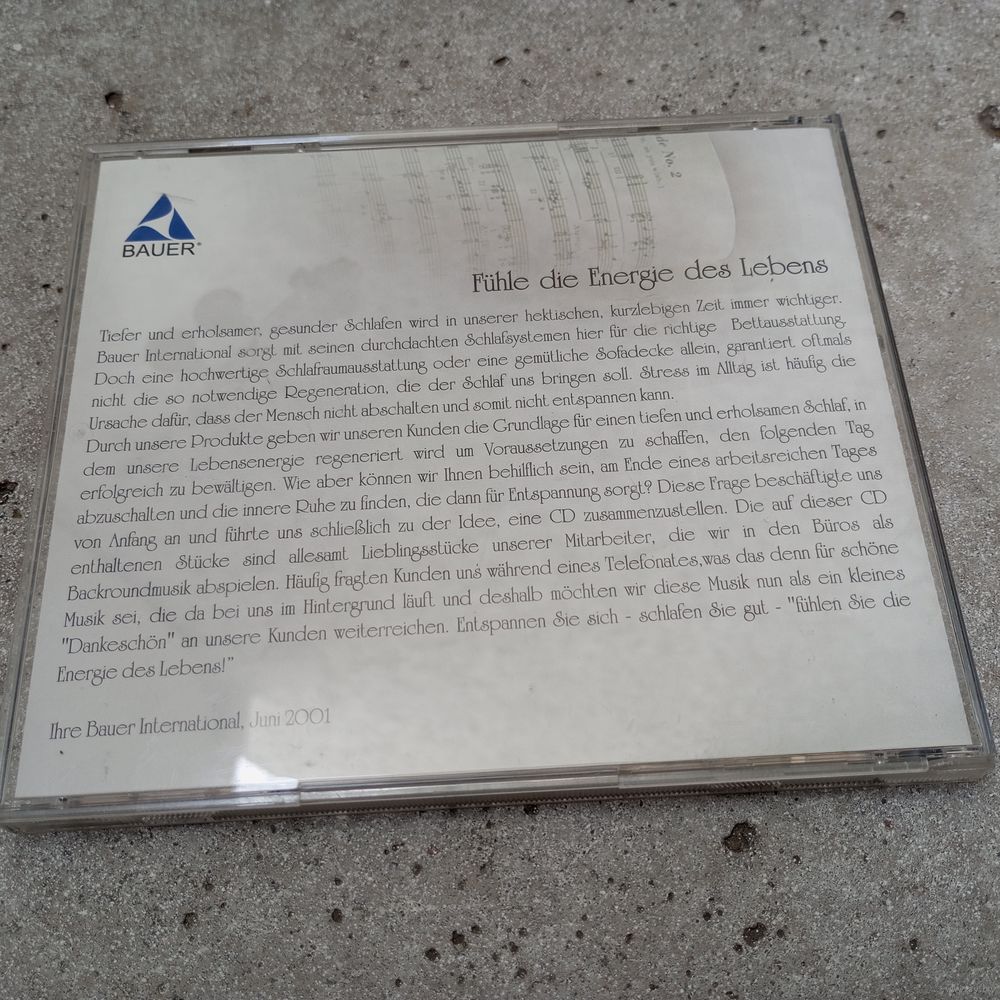 No. 2
BAUER®
Fühle die Energie des Lebens
Tiefer und erholsamer, gesunder Schlafen wird in unserer hektischen, kurzlebigen Zeit immer wichtiger.
Bauer International sorgt mit seinen durchdachten Schlafsystemen hier für die richtige Bettausstattung.
Doch eine hochwertige Schlafraumausstattung oder eine gemütliche Sofadecke allein, garantiert oftmals
nicht die so notwendige Regeneration, die der Schlaf uns bringen soll. Stress im Alltag ist häufig die
Ursache dafür, dass der Mensch nicht abschalten und somit nicht entspannen kann.
Durch unsere Produkte geben wir unseren Kunden die Grundlage für einen tiefen und erholsamen Schlaf, in
dem unsere Lebensenergie regeneriert wird um Voraussetzungen zu schaffen, den folgenden Tag
erfolgreich zu bewältigen. Wie aber können wir Ihnen behilflich sein, am Ende eines arbeitsreichen Tages
abzuschalten und die innere Ruhe zu finden, die dann für Entspannung sorgt? Diese Frage beschäftigte uns
von Anfang an und führte uns schließlich zu der Idee, eine CD zusammenzustellen. Die auf dieser CD
enthaltenen Stücke sind allesamt Lieblingsstücke unserer Mitarbeiter, die wir in den Büros als
Backroundmusik abspielen. Häufig fragten Kunden uns während eines Telefonates,was das denn für schöne
Musik sei, die da bei uns im Hintergrund läuft und deshalb möchten wir diese Musik nun als ein kleines
"Dankeschön" an unsere Kunden weiterreichen. Entspannen Sie sich - schlafen Sie gut - "fühlen Sie die
Energie des Lebens!"
Ihre Bauer International, Juni 2001